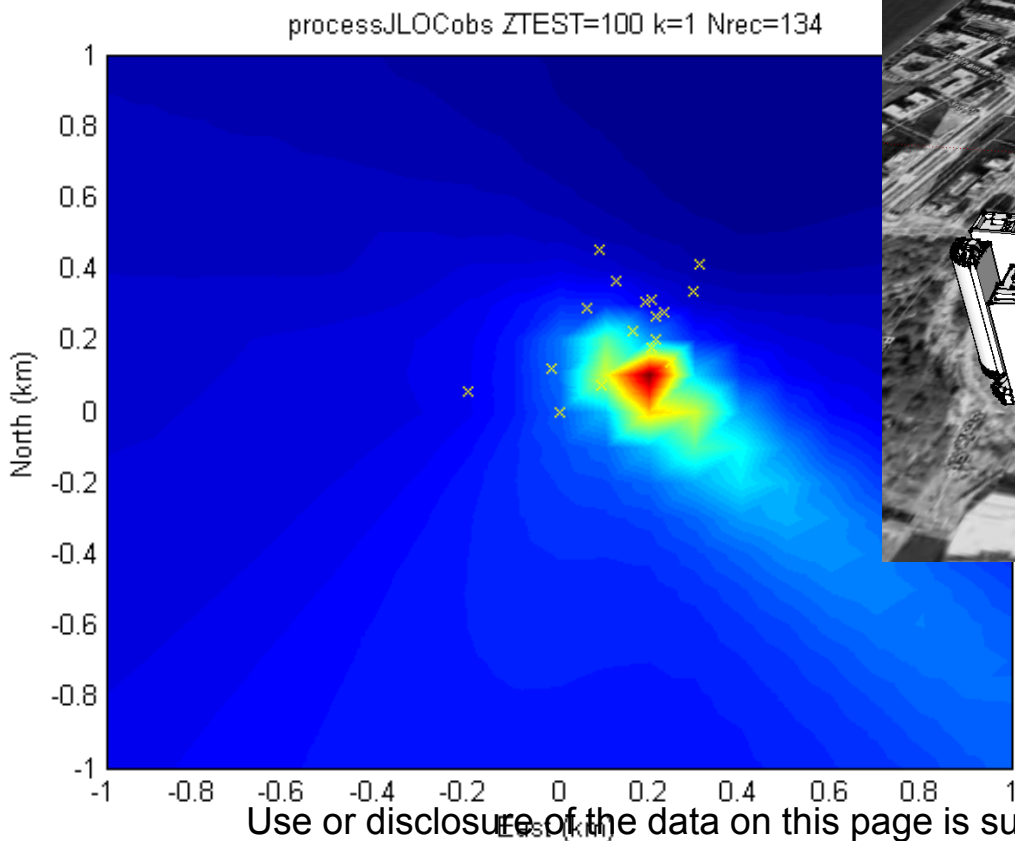 processJLOCobs ZTEST=100 k=1 Nrec=134
1
0.8
0.6
0.4
0.2
0
-0.2
-0.4
-0.6
-0.8
-1
North (km)
-1 -0.8 -0.6 -0.4 -0.2 0 0.2 0.4 0.6 0.8 1
East (km)
Use or disclosure of the data on this page is su